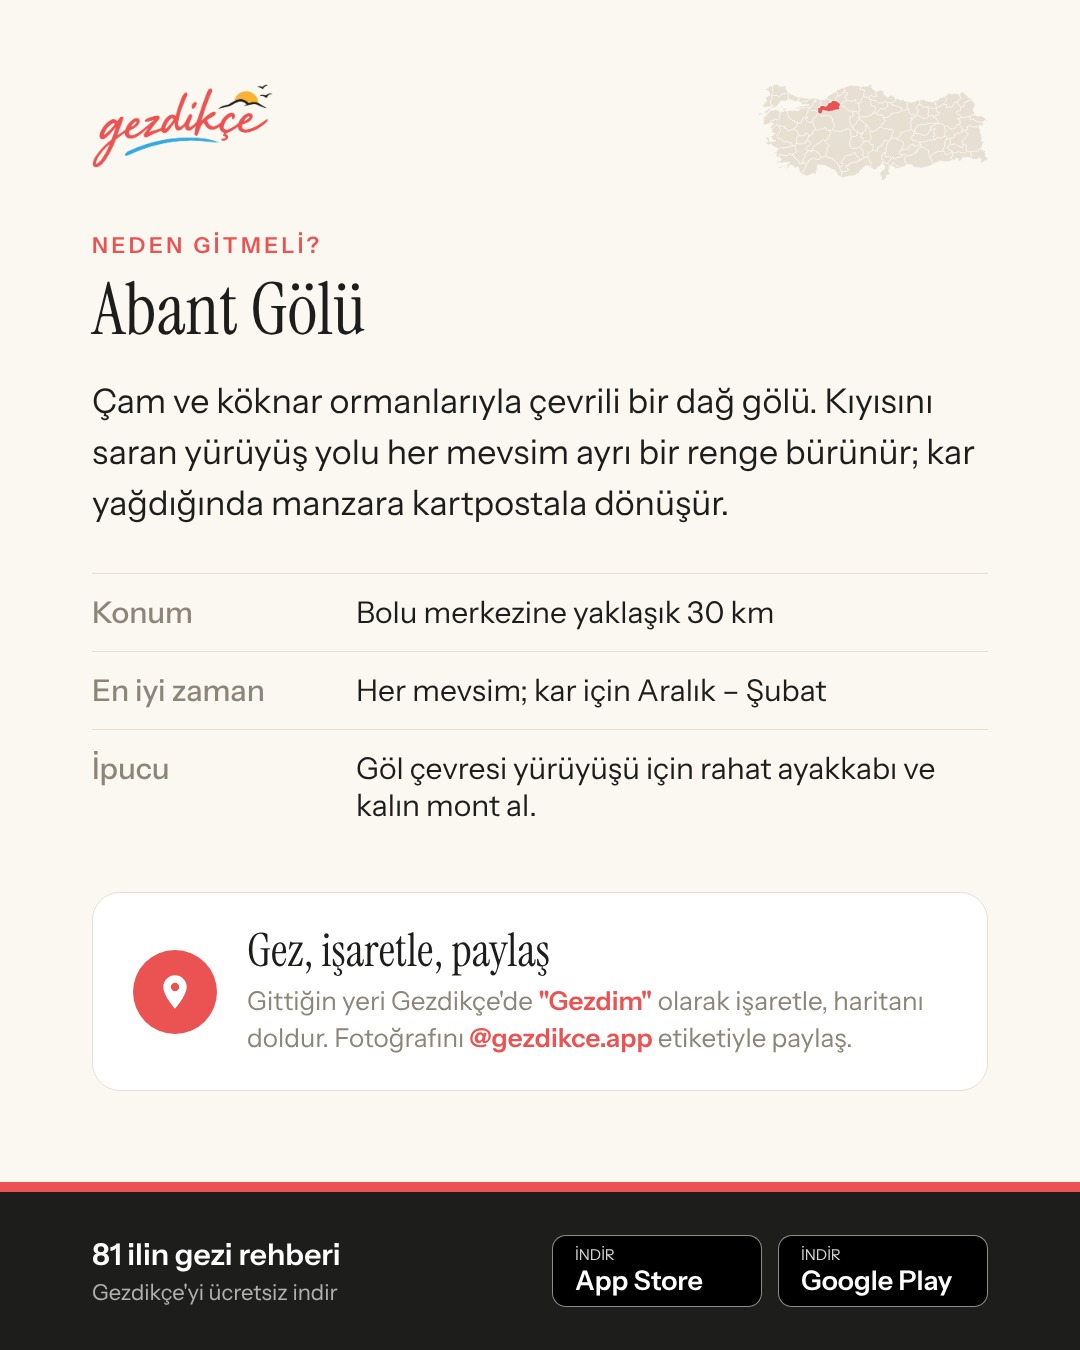 gezdikçe
NEDEN GİTMELİ?
Abant Gölü
Çam ve köknar ormanlarıyla çevrili bir dağ gölü. Kıyısını
saran yürüyüş yolu her mevsim ayrı bir renge bürünür; kar
yağdığında manzara kartpostala dönüşür.
Konum
Bolu merkezine yaklaşık 30 km
En iyi zaman
Her mevsim; kar için Aralık – Şubat
İpucu
Göl çevresi yürüyüşü için rahat ayakkabı ve
kalın mont al.
Gez, işaretle, paylaş
Gittiğin yeri Gezdikçe'de "Gezdim" olarak işaretle, haritanı
doldur. Fotoğrafını @gezdikce.app etiketiyle paylaş.
81 ilin gezi rehberi
Gezdikçe'yi ücretsiz indir
İNDİR
App Store
İNDİR
Google Play